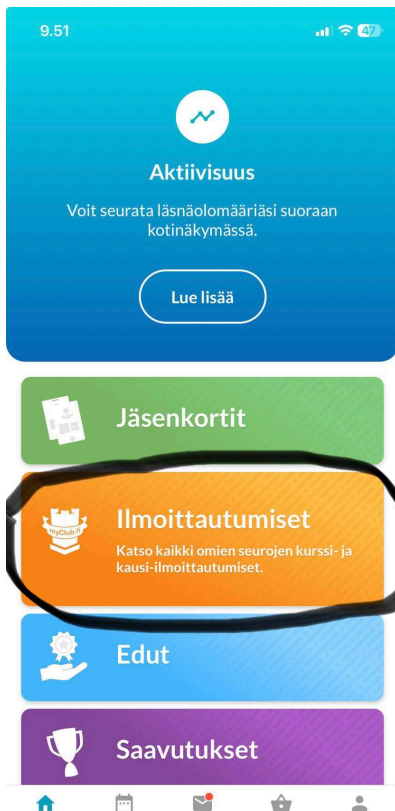 9.51
47
Aktiivisuus
Voit seurata läsnäolomääriäsi suoraan
kotinäkymässä.
Lue lisää
Jäsenkortit
myClub.fi
Ilmoittautumiset
Katso kaikki omien seurojen kurssi- ja
kausi-ilmoittautumiset.
Edut
Saavutukset